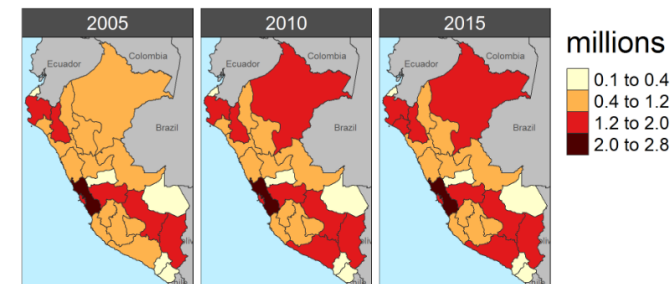 2005
2010
2015
Ecuador
Colombia
Brazil
Ecuador
Colombia
Brazil
Ecuador
Colombia
Brazil
millions
0.1 to 0.4
0.4 to 1.2
1.2 to 2.0
2.0 to 2.8